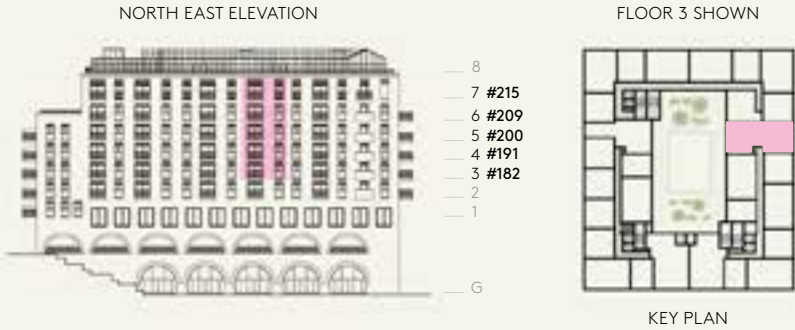 NORTH EAST ELEVATION
FLOOR 3 SHOWN
8
7 #215
6 #209
5 #200
4 #191
3 #182
2
1
G
KEY PLAN